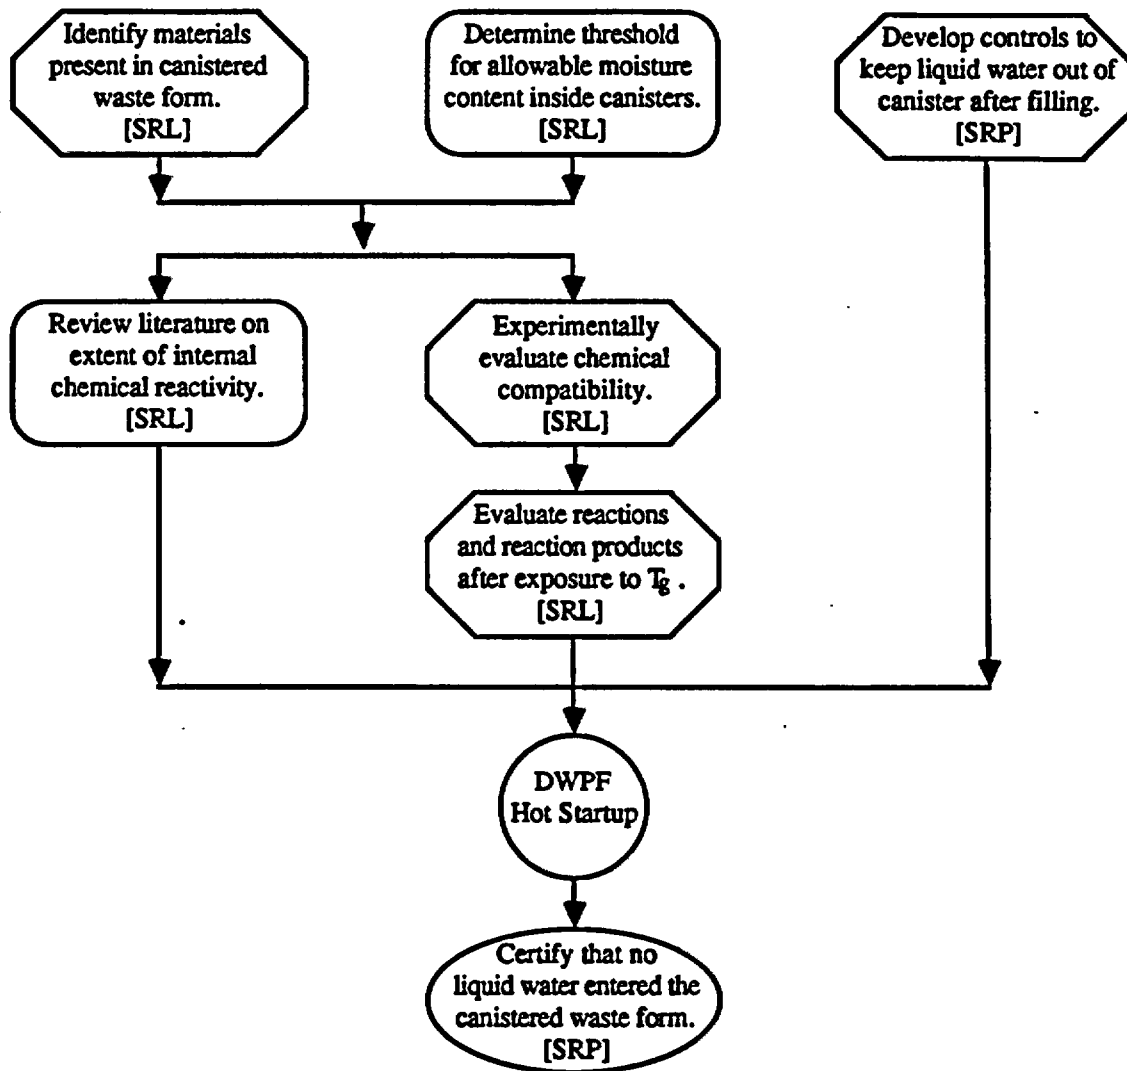 Identify materials
present in canistered
waste form.
[SRL]
Determine threshold
for allowable moisture
content inside canisters.
[SRL]
Develop controls to
keep liquid water out of
canister after filling.
[SRP]
Review literature on
extent of internal
chemical reactivity.
[SRL]
Experimentally
evaluate chemical
compatibility.
[SRL]
Evaluate reactions
and reaction products
after exposure to Tg .
[SRL]
DWPF
Hot Startup
Certify that no
liquid water entered the
canistered waste form.
[SRP]